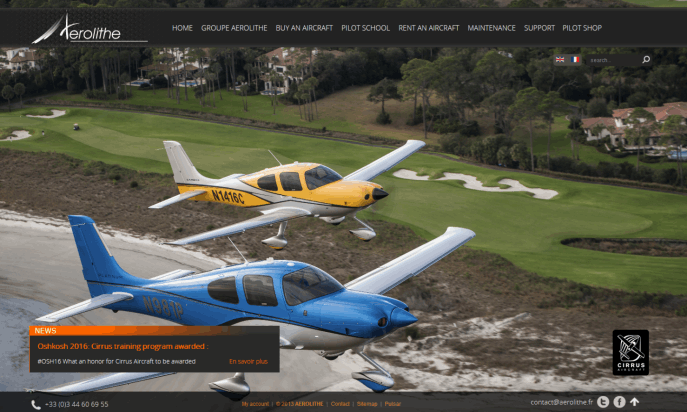 Aerolithe
HOME GROUPE AEROLITHE BUY AN AIRCRAFT PILOT SCHOOL RENT AN AIRCRAFT MAINTENANCE SUPPORT PILOT SHOP
search...
N1416C
NEWS
Oshkosh 2016: Cirrus training program awarded :
#OSH16 What an honor for Cirrus Aircraft to be awarded
En savoir plus
CIRRUS
AIRCRAFT
+33 (0)3 44 60 69 55
My account | © 2013 AEROLITHE | Contact | Sitemap | Pulsar
contact@aerolithe.fr